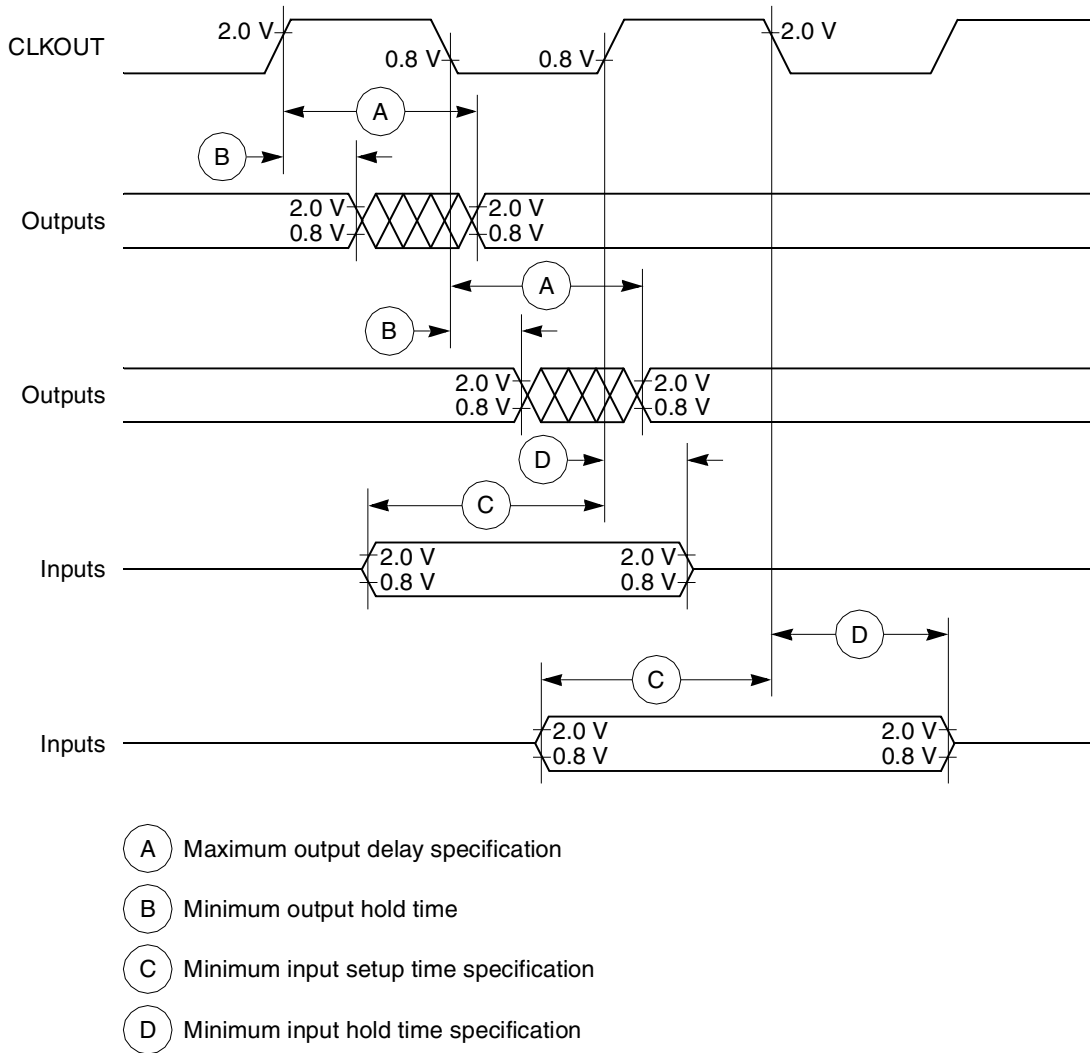 2.0 V
2.0 V
CLKOUT
0.8 V
0.8 V
A
B
2.0 V
2.0 V
Outputs
0.8 V
0.8 V
A
B
2.0 V
2.0 V
Outputs
0.8 V
0.8 V
D
C
2.0 V
2.0 V
Inputs
0.8 V
0.8 V
D
C
2.0 V
2.0 V
Inputs
0.8 V
0.8 V
A Maximum output delay specification
B Minimum output hold time
C Minimum input setup time specification
D Minimum input hold time specification